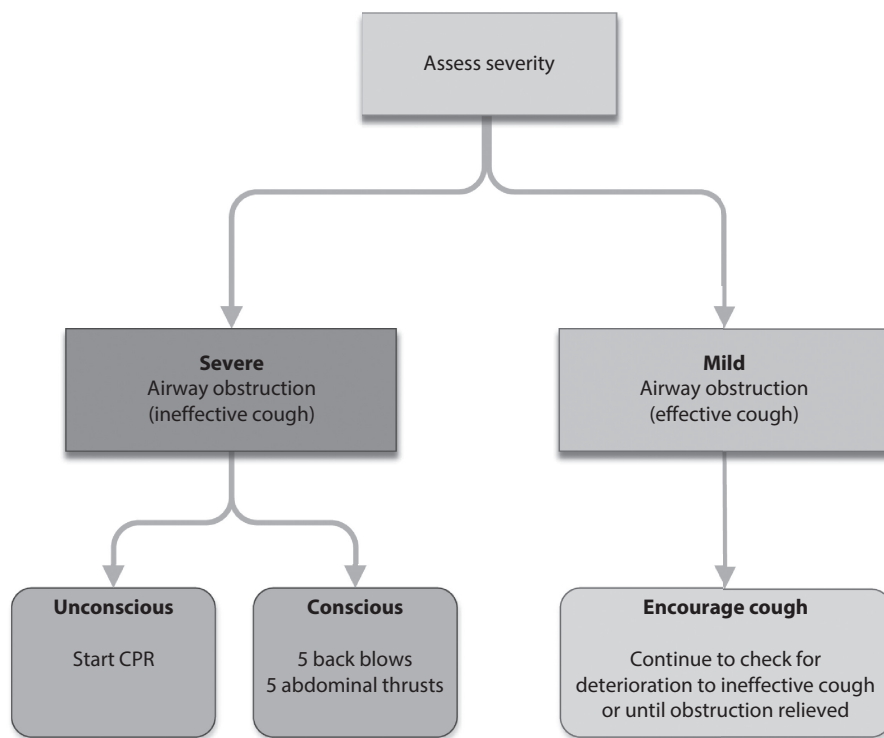 Assess severity
Severe
Airway obstruction
(ineffective cough)
Mild
Airway obstruction
(effective cough)
Unconscious
Start CPR
Conscious
5 back blows
5 abdominal thrusts
Encourage cough
Continue to check for
deterioration to ineffective cough
or until obstruction relieved